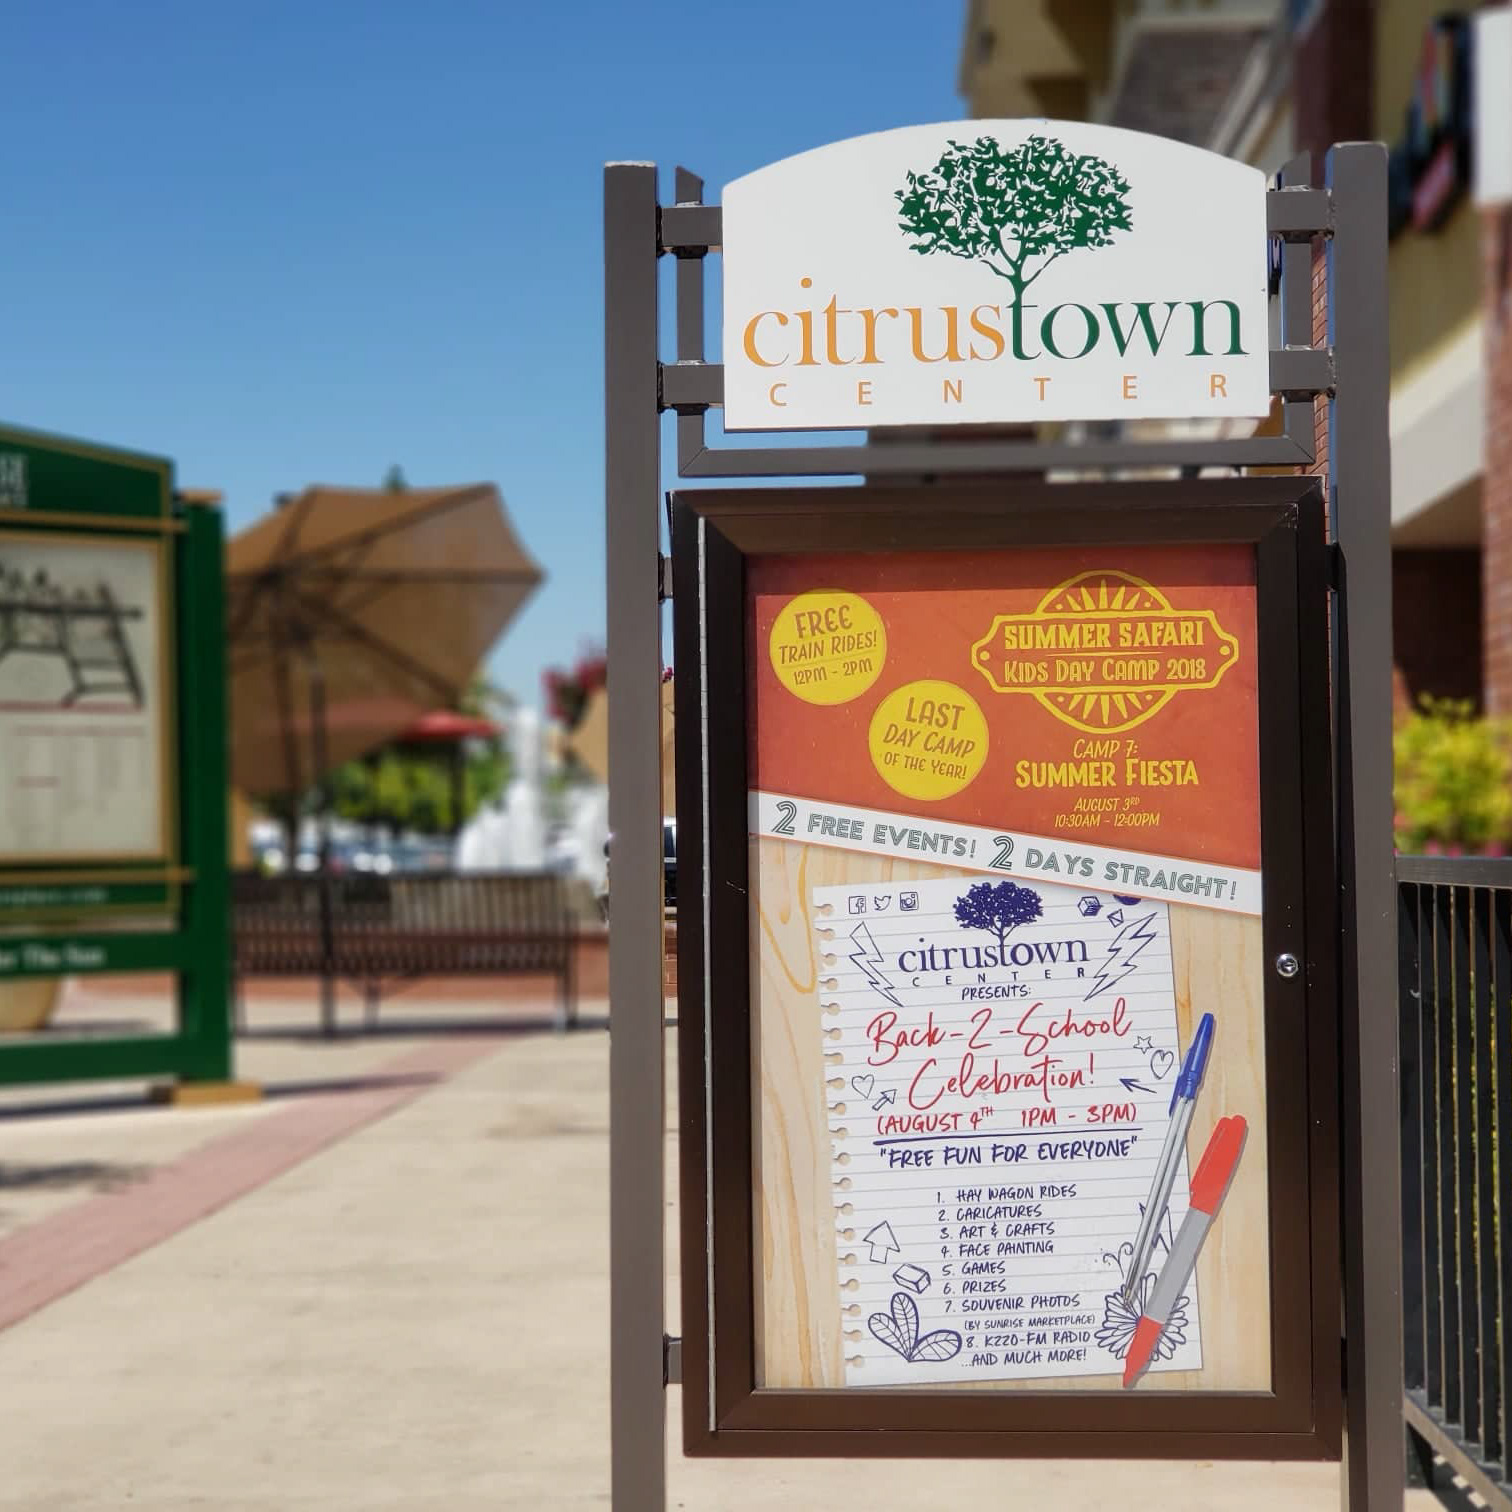 citrustown
CENTER
FREE
TRAIN RIDES!
12PM - 2PM
LAST
DAY CAMP
OF THE YEAR!
SUMMER SAFARI
KIDS DAY CAMP 2018
CAMP 7:
SUMMER FIESTA
AUGUST 3RD
10:30AM - 12:00PM
2 FREE EVENTS! 2 DAYS STRAIGHT!
citrustown
CENTER
PRESENTS:
Back-2-School
Celebration!
(AUGUST 4TH 1PM - 3PM)
"FREE FUN FOR EVERYONE"
1. HAY WAGON RIDES
2. CARICATURES
3. ART & CRAFTS
4. FACE PAINTING
5. GAMES
6. PRIZES
7. SOUVENIR PHOTOS
(BY SUNRISE MARKETPLACE)
8. KZZO-FM RADIO
...AND MUCH MORE!
The Sun